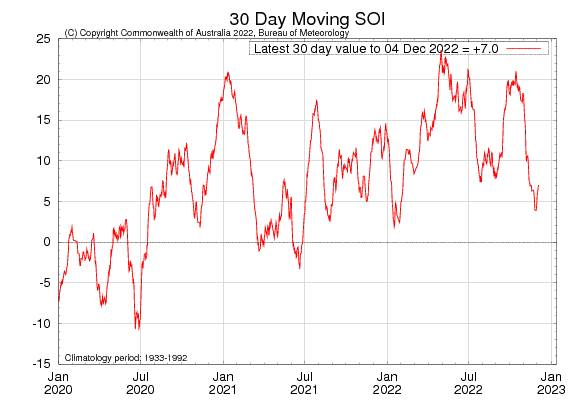 30 Day Moving SOI
(C) Copyright Commonwealth of Australia 2022, Bureau of Meteorology
Latest 30 day value to 04 Dec 2022 = +7.0
25
20
15
10
5
0
-5
-10
-15
Climatology period: 1933-1992
Jan Jul Jan Jul Jan Jul Jan
2020 2020 2021 2021 2022 2022 2023